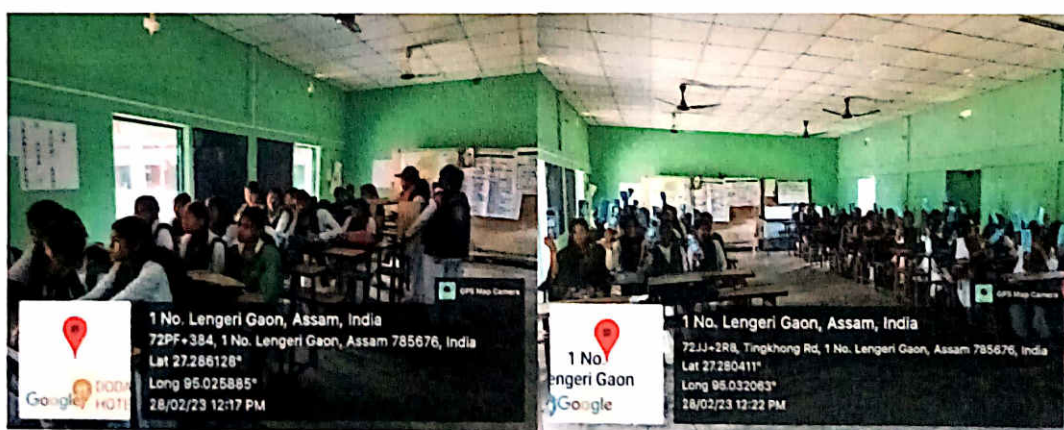 GPS Map Camera
1 No. Lengeri Gaon, Assam, India
72PF+384, 1 No. Lengeri Gaon, Assam 785676, India
Lat 27.286128°
Long 95.025885°
28/02/23 12:17 PM
Google
HOTE
GPS Map Camera
1 No. Lengeri Gaon, Assam, India
72JJ+2R8, Tingkhong Rd, 1 No. Lengeri Gaon, Assam 785676, India
Lat 27.280411°
Long 95.032063°
28/02/23 12:22 PM
1 No.
engeri Gaon
Google